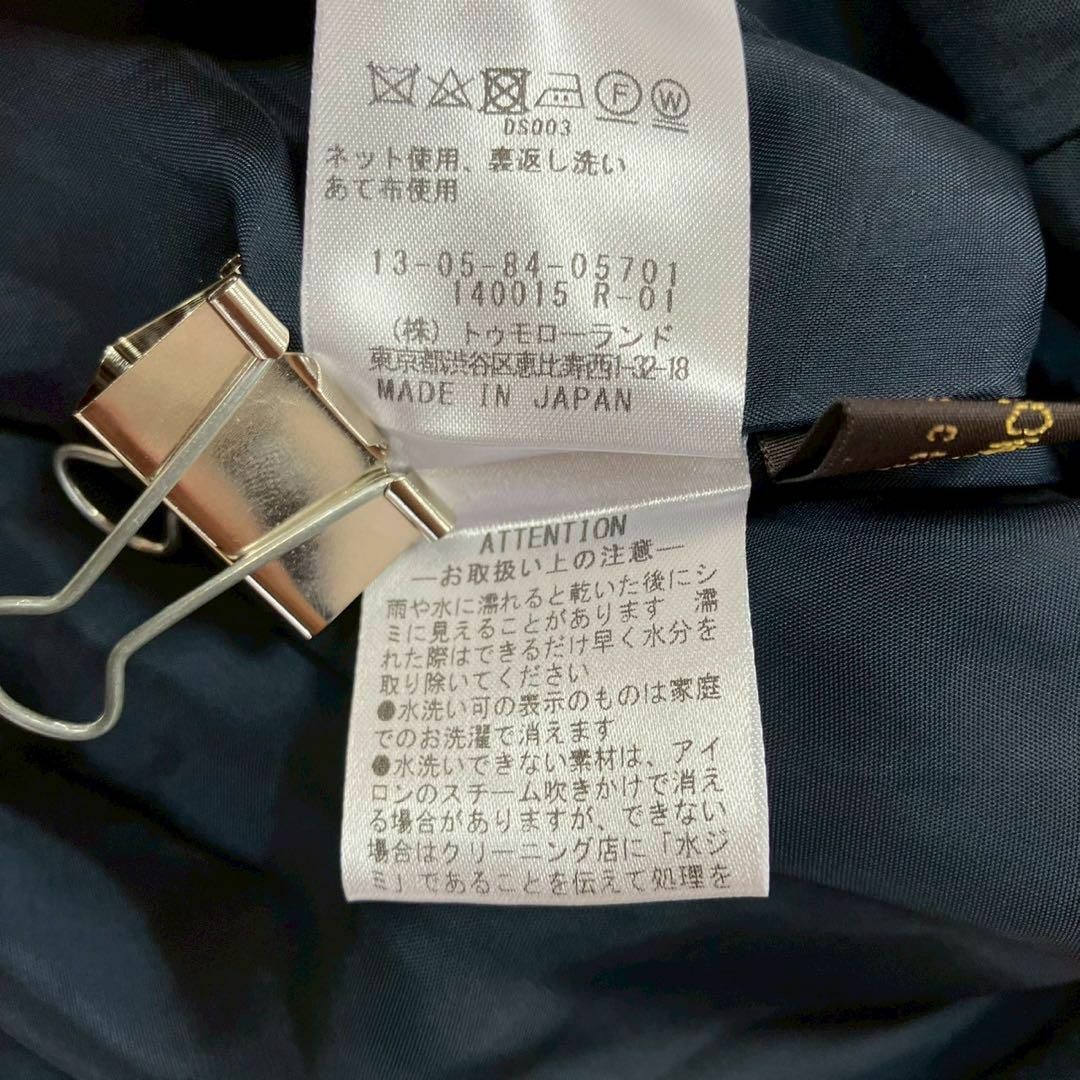 F W
DS003
ネット使用、裏返し洗い
あて布使用
13-05-84-05701
140015 R-01
(株) トゥモローランド
東京都渋谷区恵比寿西1-32-18
MADE IN JAPAN
ATTENTION
―お取扱い上の注意―
雨や水に濡れると乾いた後にシ
ミに見えることがあります 濡
れた際はできるだけ早く水分を
取り除いてください
●水洗い可の表示のものは家庭
でのお洗濯で消えます
●水洗いできない素材は、アイ
ロンのスチーム吹きかけで消え
る場合がありますが、できない
場合はクリーニング店に「水ジ
ミ」であることを伝えて処理を